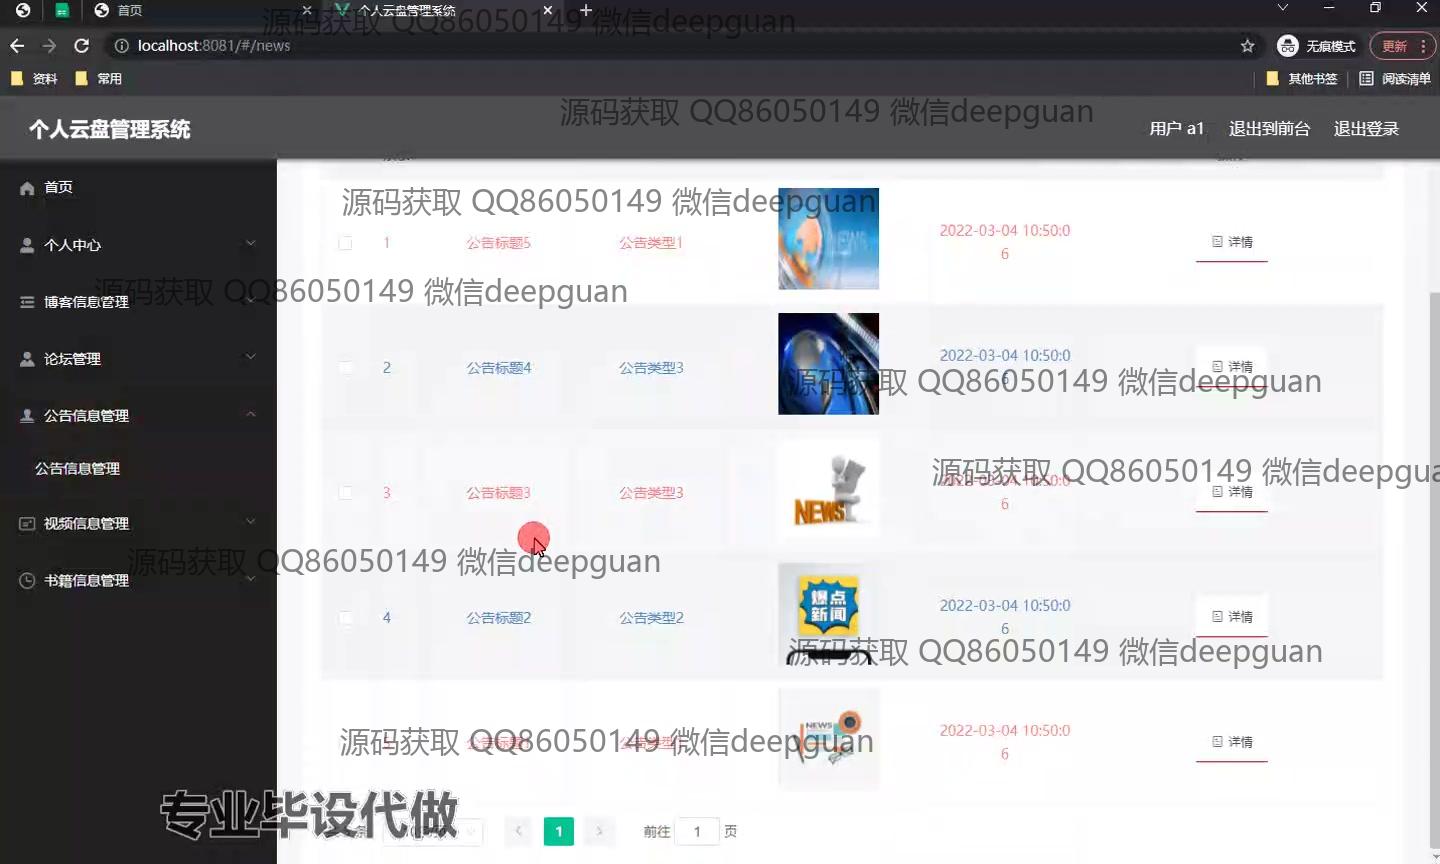 首页
个人云盘管理系统
源码获取 QQ86050149 微信deepguan
localhost:8081/#/news
无痕模式
更新
资料
常用
其他书签
阅读清单
源码获取 QQ86050149 微信deepguan
个人云盘管理系统
用户 a1
退出到前台
退出登录
首页
源码获取 QQ86050149 微信deepguan
1
公告标题5
公告类型1
2022-03-04 10:50:0
6
详情
个人中心
源码获取 QQ86050149 微信deepguan
博客信息管理
论坛管理
2
公告标题4
公告类型3
2022-03-04 10:50:0
6
详情
源码获取 QQ86050149 微信deepguan
公告信息管理
公告信息管理
源码获取 QQ86050149 微信deepgua
3
公告标题3
公告类型3
NEWS
2022-03-04 10:50:0
6
详情
视频信息管理
源码获取 QQ86050149 微信deepguan
书籍信息管理
4
公告标题2
公告类型2
爆点
新闻
2022-03-04 10:50:0
6
详情
源码获取 QQ86050149 微信deepguan
NEWS
2022-03-04 10:50:0
6
详情
源码获取 QQ86050149 微信deepguan
专业毕设代做
1
前往
1
页